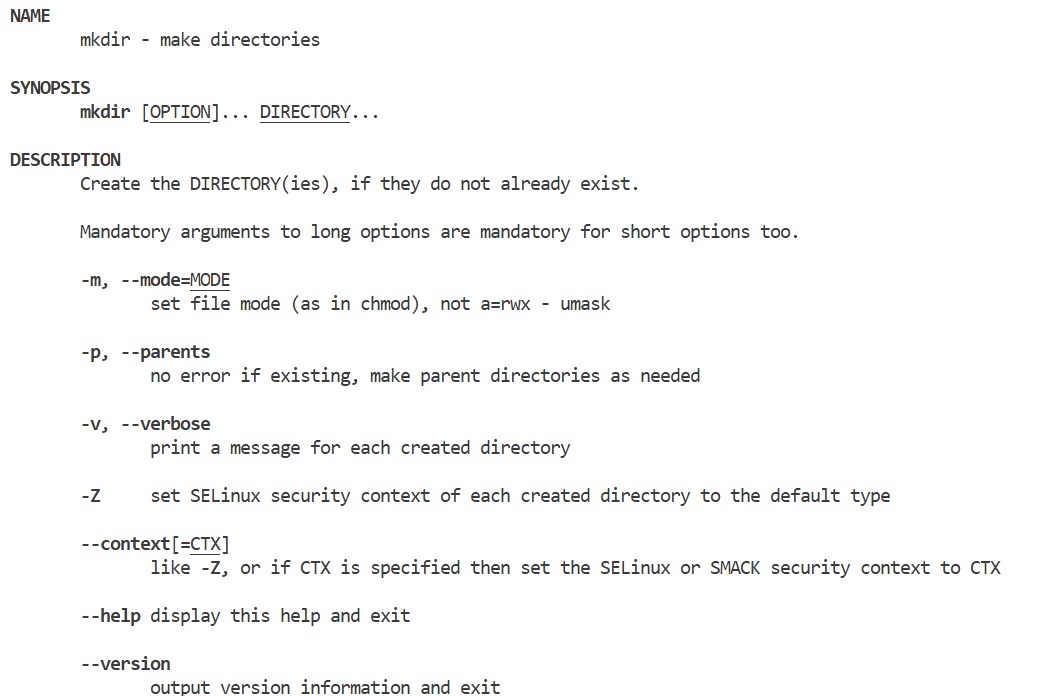 NAME
mkdir - make directories
SYNOPSIS
mkdir [OPTION]... DIRECTORY...
DESCRIPTION
Create the DIRECTORY(ies), if they do not already exist.
Mandatory arguments to long options are mandatory for short options too.
-m, --mode=MODE
set file mode (as in chmod), not a=rwx - umask
-p, --parents
no error if existing, make parent directories as needed
-v, --verbose
print a message for each created directory
-Z set SELinux security context of each created directory to the default type
--context[=CTX]
like -Z, or if CTX is specified then set the SELinux or SMACK security context to CTX
--help display this help and exit
--version
output version information and exit